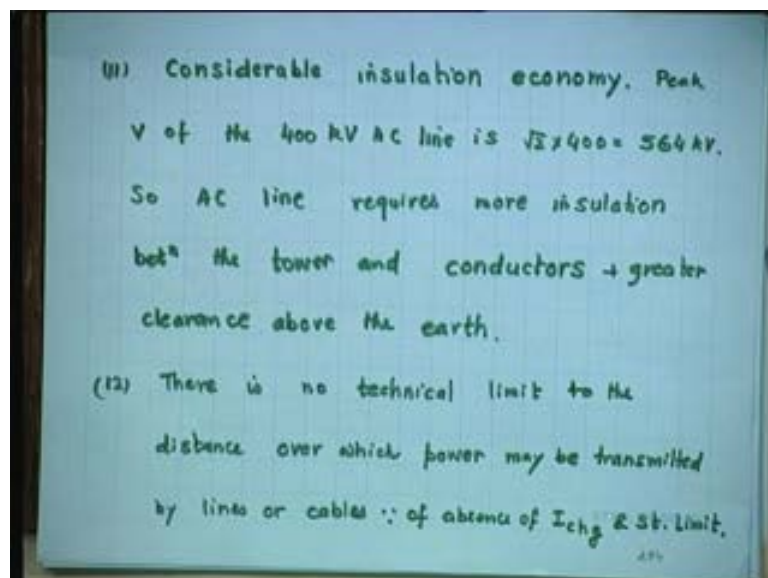 (11) Considerable insulation economy. Peak
V of the 400 kV AC line is √2 x 400 = 564 kV.
So AC line requires more insulation
betⁿ the tower and conductors + greater
clearance above the earth.
(12) There is no technical limit to the
distance over which power may be transmitted
by lines or cables ∵ of absence of I_chg & St. Limit.